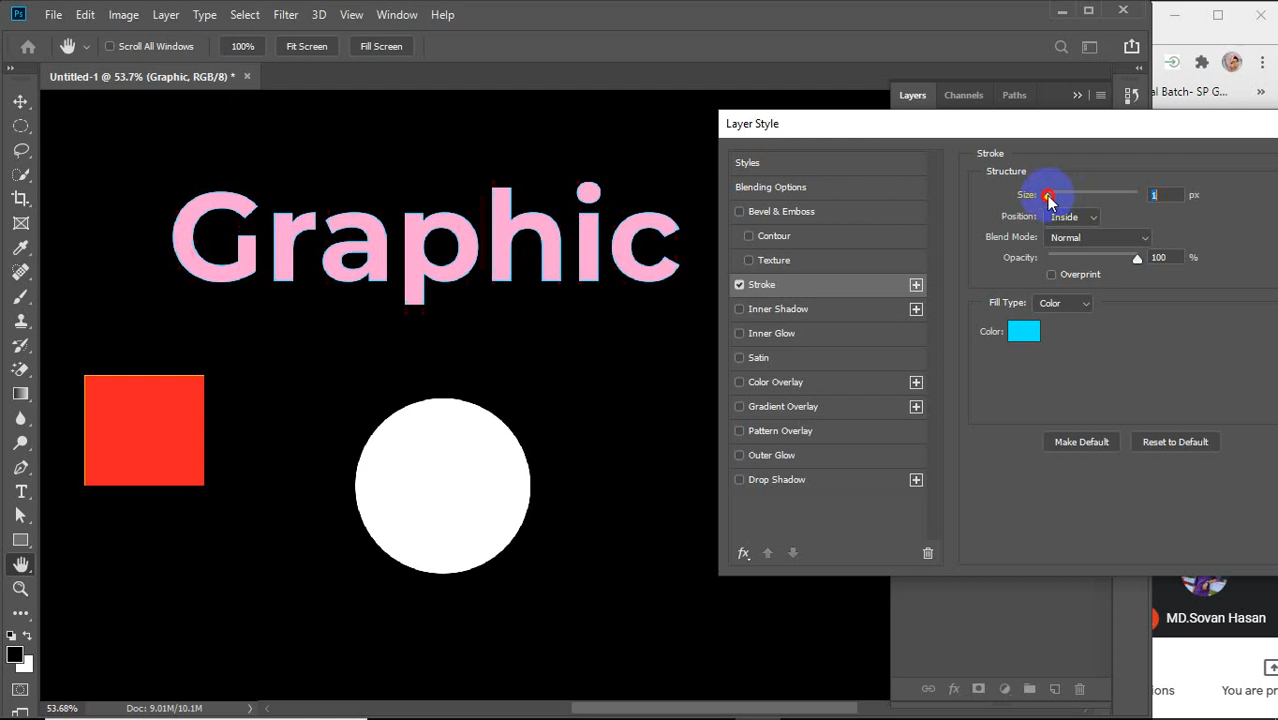 Ps File Edit Image Layer Type Select Filter 3D View Window Help
Scroll All Windows 100% Fit Screen Fill Screen
Untitled-1 @ 53.7% (Graphic, RGB/8) *
Layers Channels Paths
al Batch- SP G...
Layer Style
Graphic
Styles
Blending Options
Bevel & Emboss
Contour
Texture
Stroke
Inner Shadow
Inner Glow
Satin
Color Overlay
Gradient Overlay
Pattern Overlay
Outer Glow
Drop Shadow
fx
Stroke
Structure
Size: 1 px
Position: Inside
Blend Mode: Normal
Opacity: 100 %
Overprint
Fill Type: Color
Color:
Make Default Reset to Default
MD.Sovan Hasan
fx
itions You are pr
53.68% Doc: 9.01M/10.1M